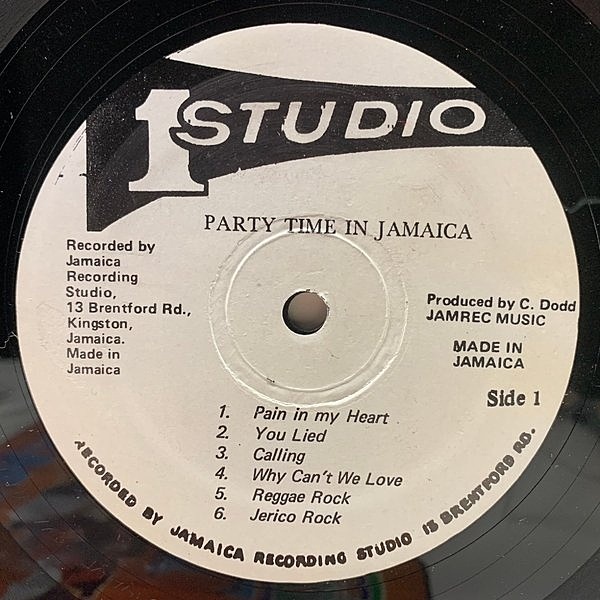 1 STUDIO
PARTY TIME IN JAMAICA
Recorded by
Jamaica
Recording
Studio,
13 Brentford Rd.,
Kingston,
Jamaica.
Made in
Jamaica
Produced by C. Dodd
JAMREC MUSIC
MADE IN
JAMAICA
Side 1
1. Pain in my Heart
2. You Lied
3. Calling
4. Why Can't We Love
5. Reggae Rock
6. Jerico Rock
RECORDED BY JAMAICA RECORDING STUDIO 13 BRENTFORD RD.